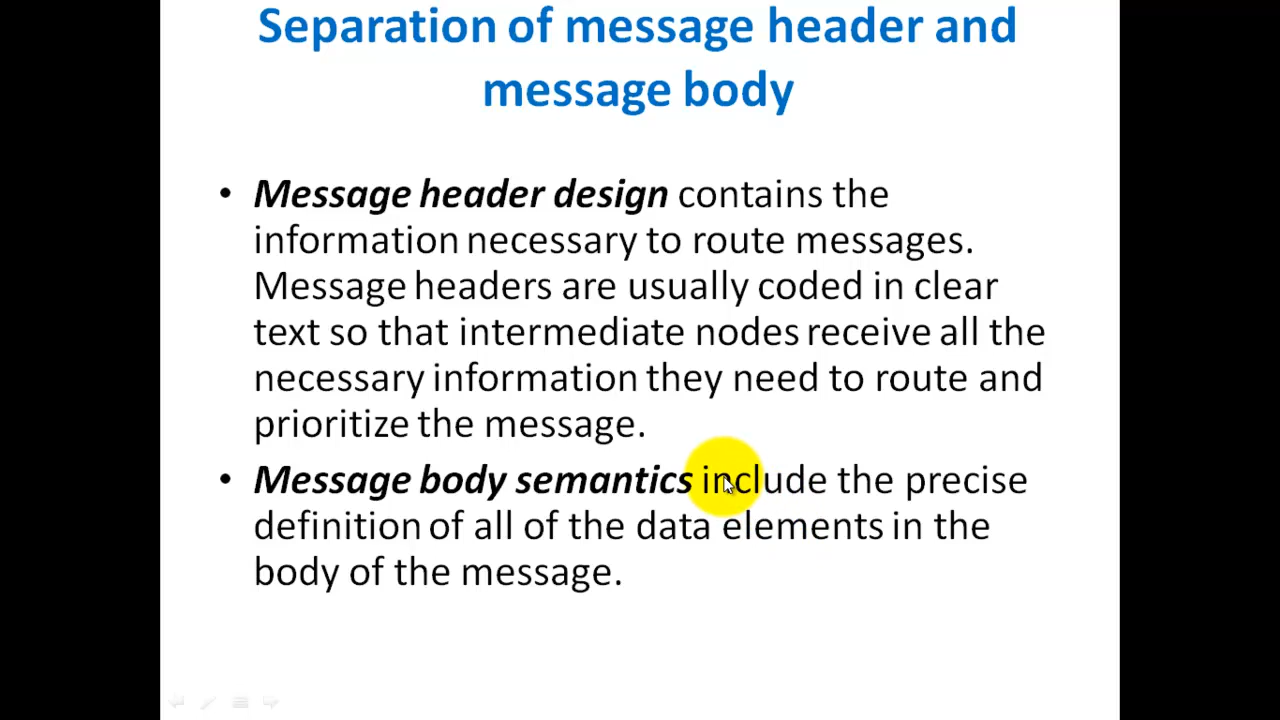 Separation of message header and
message body
• Message header design contains the
information necessary to route messages.
Message headers are usually coded in clear
text so that intermediate nodes receive all the
necessary information they need to route and
prioritize the message.
• Message body semantics include the precise
definition of all of the data elements in the
body of the message.